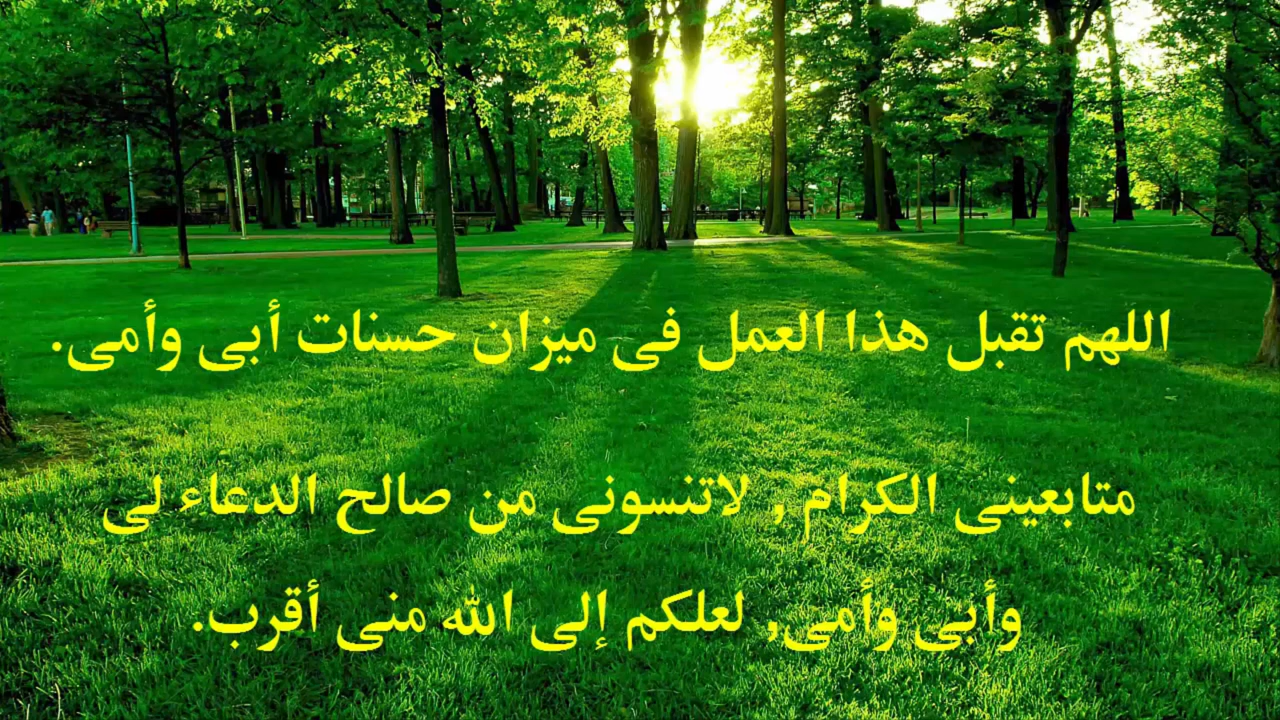 اللهم تقبل هذا العمل فى ميزان حسنات أبى وأمى.
متابعينى الكرام , لاتنسونى من صالح الدعاء لى
وأبى وأمى, لعلكم إلى الله منى أقرب.